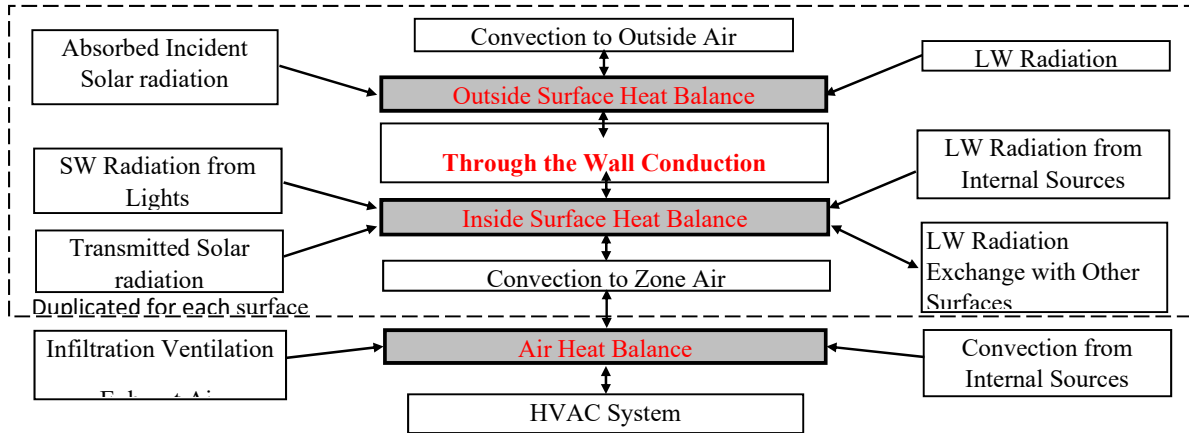 Absorbed Incident
Solar radiation
Convection to Outside Air
LW Radiation
Outside Surface Heat Balance
Through the Wall Conduction
SW Radiation from
Lights
LW Radiation from
Internal Sources
Inside Surface Heat Balance
Transmitted Solar
radiation
Convection to Zone Air
LW Radiation
Exchange with Other
Surfaces
Duplicated for each surface
Infiltration Ventilation
Air Heat Balance
Convection from
Internal Sources
HVAC System